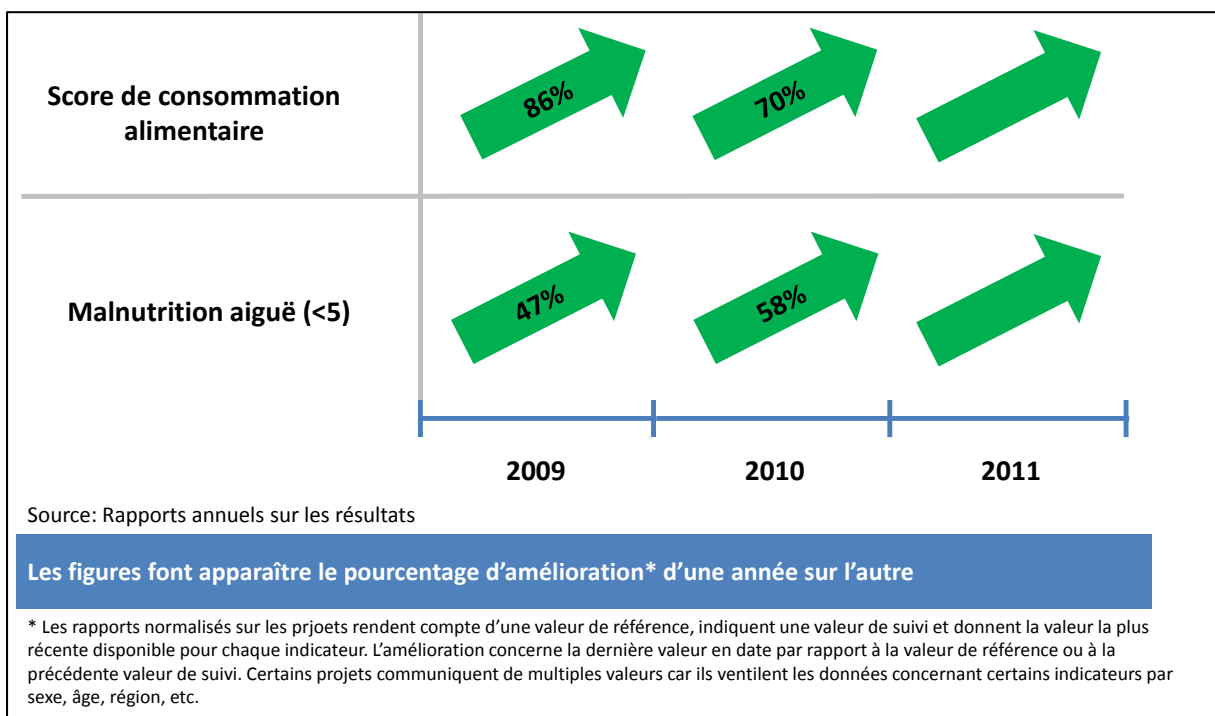 Score de consommation
alimentaire
86%
70%
Malnutrition aiguë (<5)
47%
58%
2009
2010
2011
Source: Rapports annuels sur les résultats
Les figures font apparaître le pourcentage d’amélioration* d’une année sur l’autre
* Les rapports normalisés sur les prjoets rendent compte d’une valeur de référence, indiquent une valeur de suivi et donnent la valeur la plus
récente disponible pour chaque indicateur. L’amélioration concerne la dernière valeur en date par rapport à la valeur de référence ou à la
précédente valeur de suivi. Certains projets communiquent de multiples valeurs car ils ventilent les données concernant certains indicateurs par
sexe, âge, région, etc.